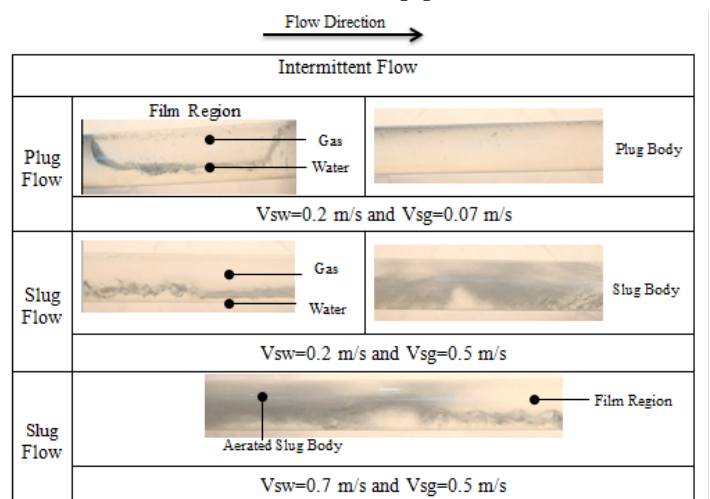 Flow Direction
Intermittent Flow
Plug
Flow
Film Region
Gas
Water
Plug Body
Vsw=0.2 m/s and Vsg=0.07 m/s
Slug
Flow
Gas
Water
Slug Body
Vsw=0.2 m/s and Vsg=0.5 m/s
Slug
Flow
Film Region
Aerated Slug Body
Vsw=0.7 m/s and Vsg=0.5 m/s